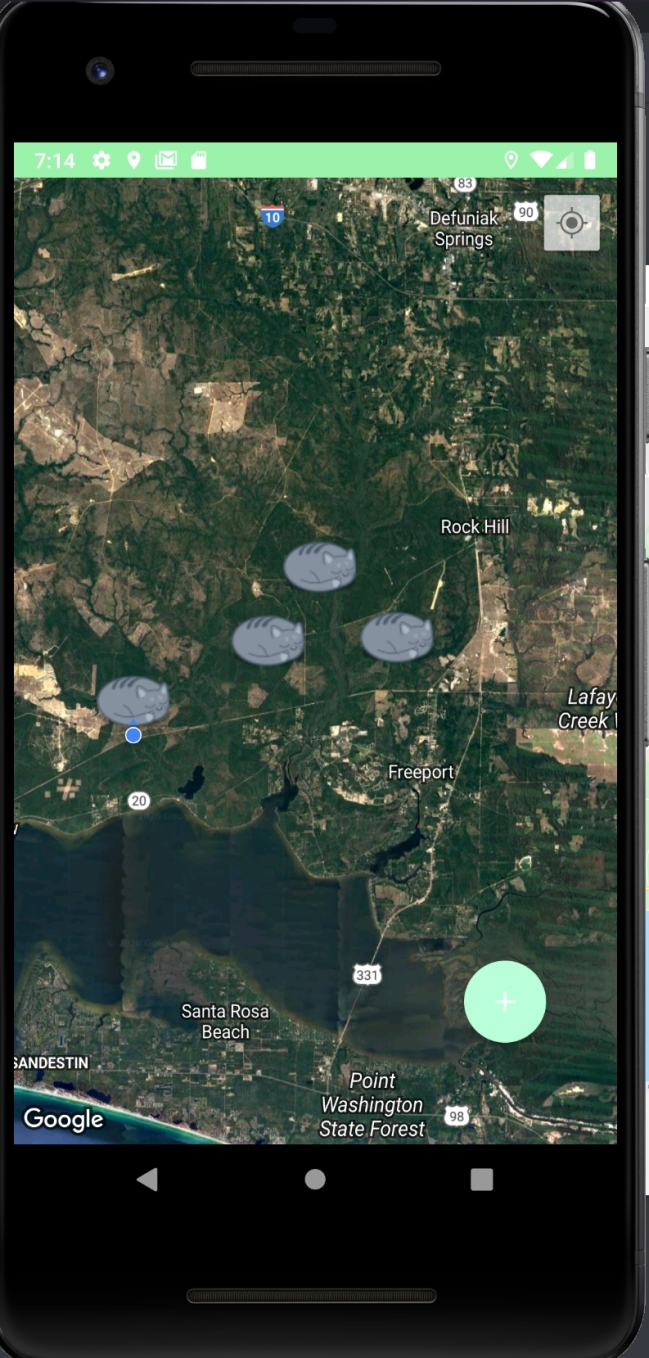 7:14
83
10
Defuniak
Springs
90
Rock Hill
Lafay
Creek
Freeport
20
331
Santa Rosa
Beach
SANDESTIN
Point
Washington
State Forest
98
Google